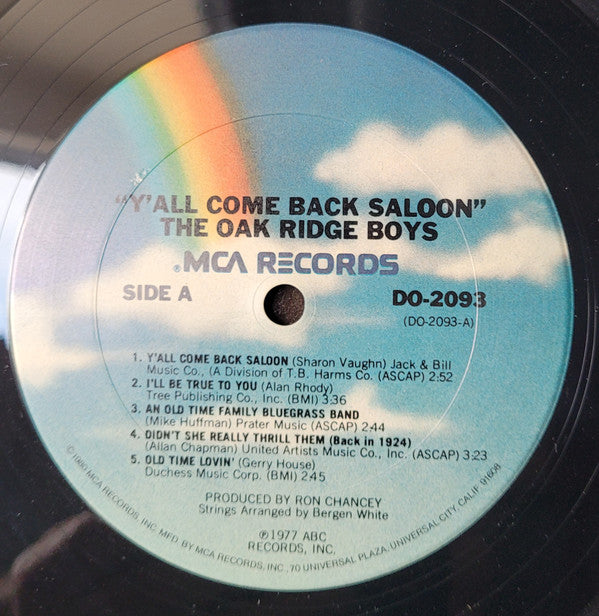 "Y'ALL COME BACK SALOON"
THE OAK RIDGE BOYS
MCA RECORDS
SIDE A
DO-2093
(DO-2093-A)
1. Y'ALL COME BACK SALOON (Sharon Vaughn) Jack & Bill
Music Co., (A Division of T.B. Harms Co. (ASCAP) 2:52
2. I'LL BE TRUE TO YOU (Alan Rhody)
Tree Publishing Co., Inc. (BMI) 3:36
3. AN OLD TIME FAMILY BLUEGRASS BAND
(Mike Huffman) Prater Music (ASCAP) 2:44
4. DIDN'T SHE REALLY THRILL THEM (Back in 1924)
(Allan Chapman) United Artists Music Co., Inc. (ASCAP) 3:23
5. OLD TIME LOVIN' (Gerry House)
Duchess Music Corp. (BMI) 2:45
PRODUCED BY RON CHANCEY
Strings Arranged by Bergen White
℗1977 ABC
RECORDS, INC.
©1980 MCA RECORDS, INC. MFD. BY MCA RECORDS, INC., 70 UNIVERSAL PLAZA, UNIVERSAL CITY, CALIF. 91608